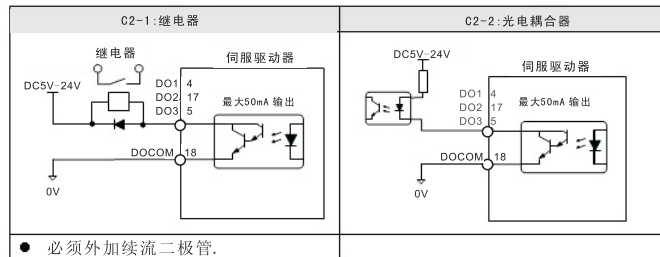 C2-1:继电器
C2-2:光电耦合器
继电器
DC5V-24V
伺服驱动器
DO1 4
DO2 17
DO3 5
最大50mA 输出
DOCOM 18
0V
DC5V-24V
伺服驱动器
DO1 4
DO2 17
DO3 5
最大50mA 输出
DOCOM 18
0V
● 必须外加续流二极管.